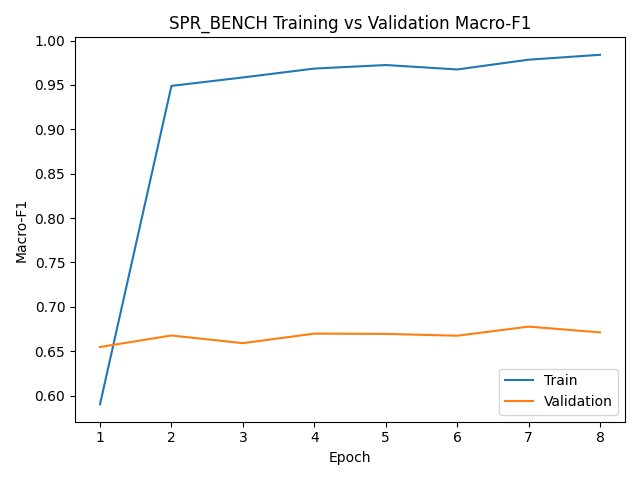 SPR_BENCH Training vs Validation Macro-F1
Macro-F1
1.00
0.95
0.90
0.85
0.80
0.75
0.70
0.65
0.60
Train
Validation
1 2 3 4 5 6 7 8
Epoch